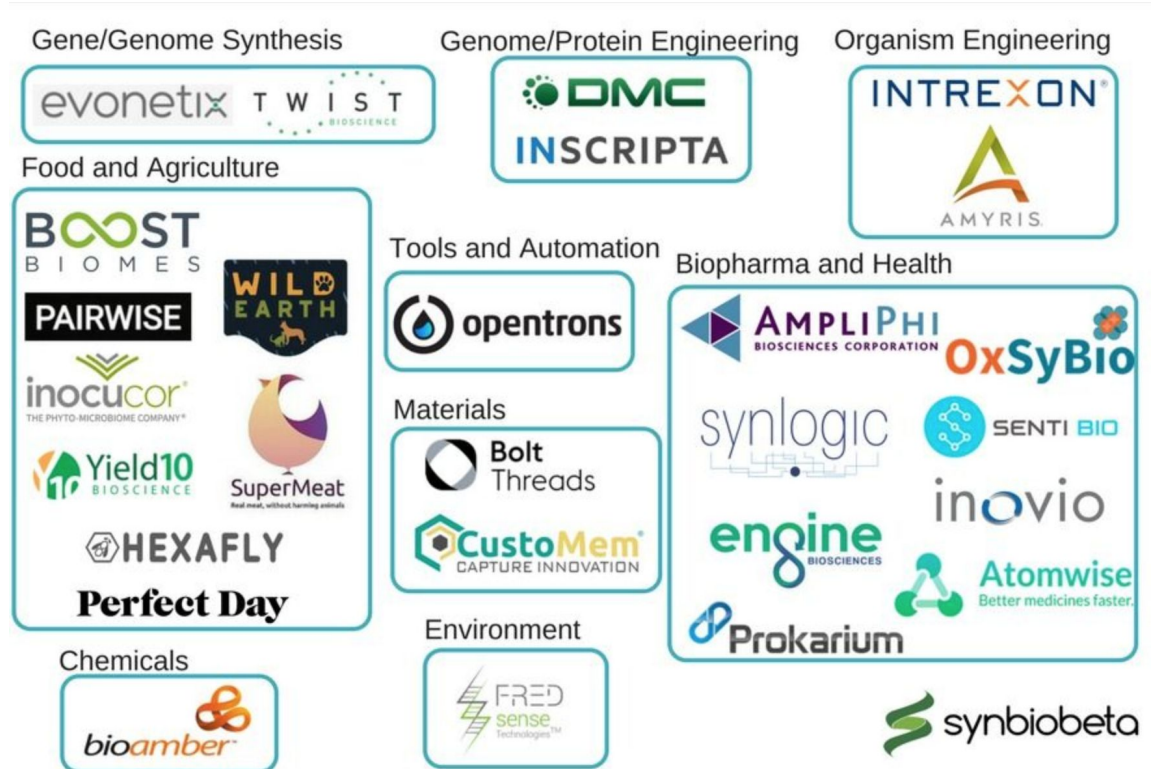 Gene/Genome Synthesis
evonetix
TWIST
BIOSCIENCE
Genome/Protein Engineering
DMC
INSCRIPTA
Organism Engineering
INTREXON®
AMYRIS
Food and Agriculture
BOOST
BIOMES
WILD
EARTH
PAIRWISE
inocucor®
THE PHYTO-MICROBIOME COMPANY®
Yield10
BIOSCIENCE
SuperMeat
Real meat, without harming animals
HEXAFLY
Perfect Day
Tools and Automation
opentrons
Materials
Bolt
Threads
CustoMem®
CAPTURE INNOVATION
Biopharma and Health
AMPLIPHI
BIOSCIENCES CORPORATION
OxSyBio
synlogic
SENTI BIO
inovio
engine
BIOSCIENCES
Atomwise
Better medicines faster.
Prokarium
Chemicals
bioamber™
Environment
FRED
sense
Technologies™
synbiobeta